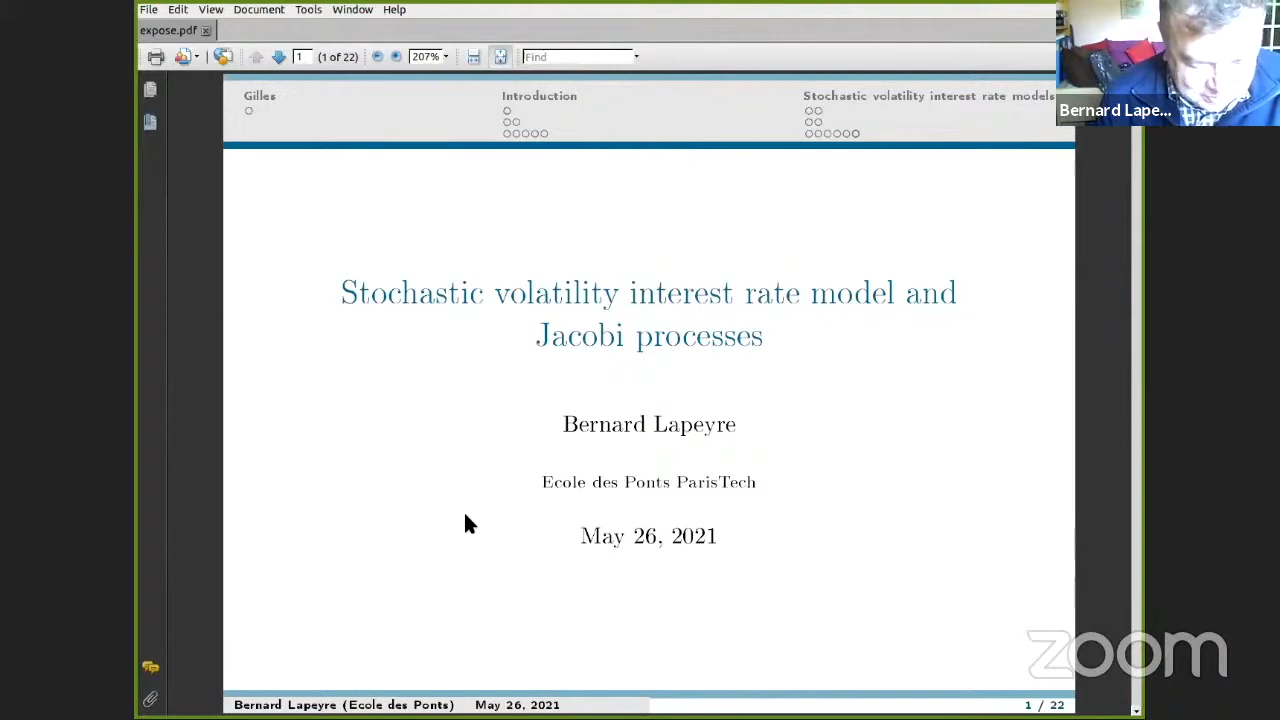 File Edit View Document Tools Window Help
expose.pdf
1 (1 of 22) 207% Find
Bernard Lape...
Gilles Introduction Stochastic volatility interest rate models
Stochastic volatility interest rate model and
Jacobi processes
Bernard Lapeyre
Ecole des Ponts ParisTech
May 26, 2021
zoom
Bernard Lapeyre (Ecole des Ponts) May 26, 2021 1 / 22